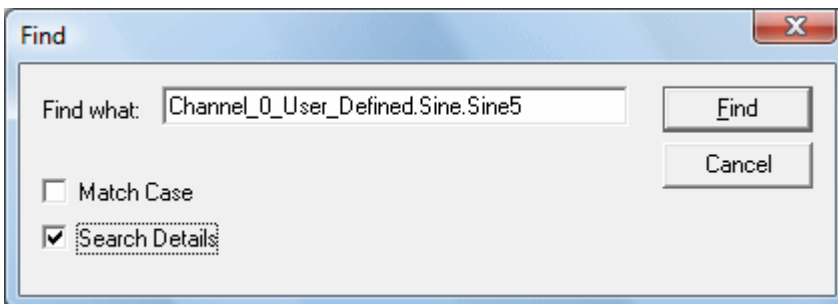 Find
Find what: Channel_0_User_Defined.Sine.Sine5
Find
Cancel
Match Case
Search Details